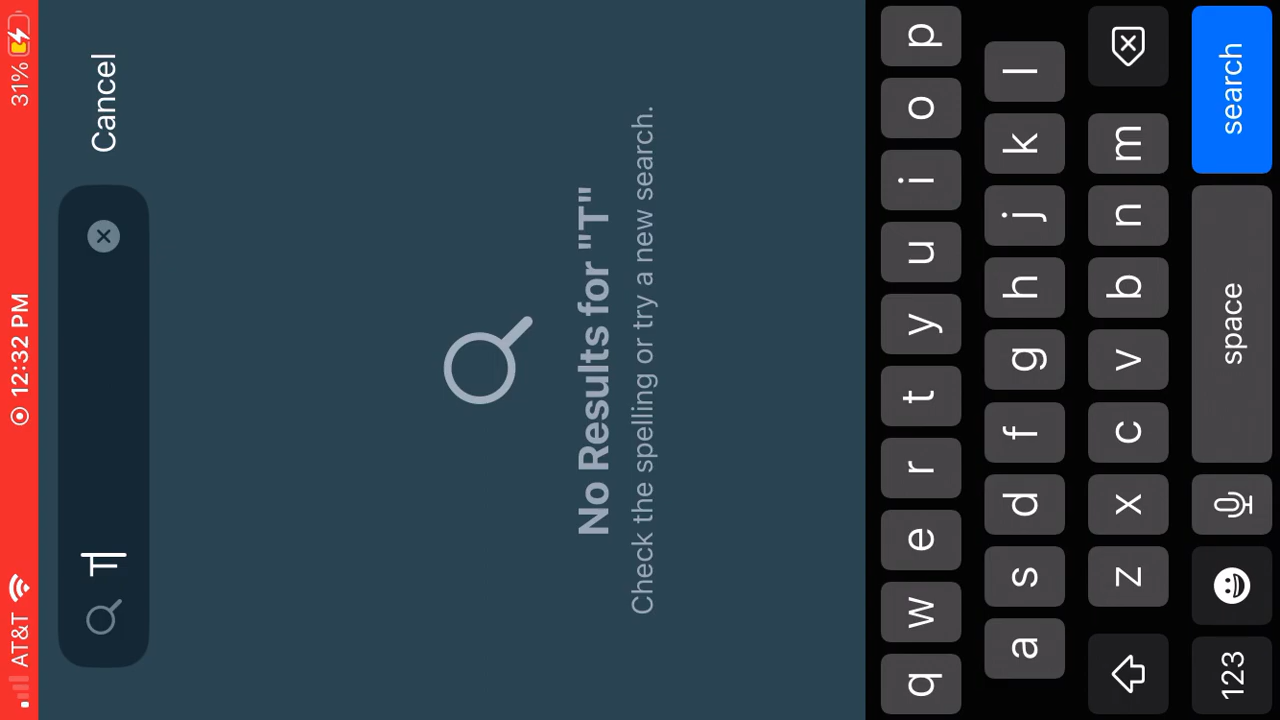 AT&T 12:32 PM 31%
T Cancel
No Results for "T"
Check the spelling or try a new search.
q w e r t y u i o p
a s d f g h j k l
z x c v b n m
123 space search